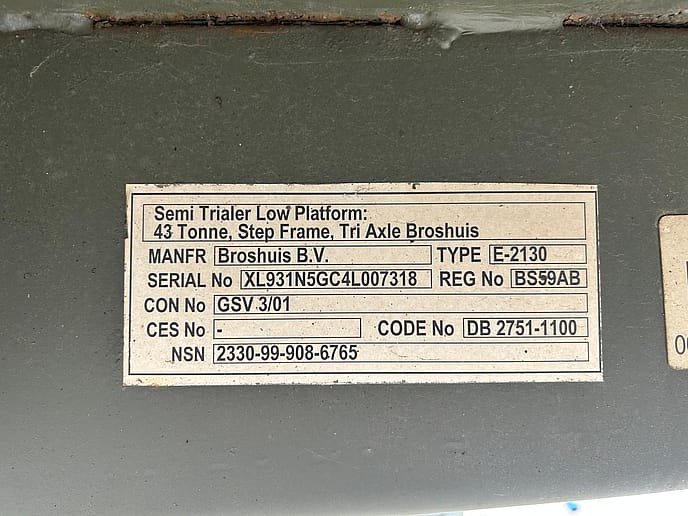 Semi Trialer Low Platform:
43 Tonne, Step Frame, Tri Axle Broshuis
MANFR Broshuis B.V. TYPE E-2130
SERIAL No XL931N5GC4L007318 REG No BS59AB
CON No GSV 3/01
CES No - CODE No DB 2751-1100
NSN 2330-99-908-6765